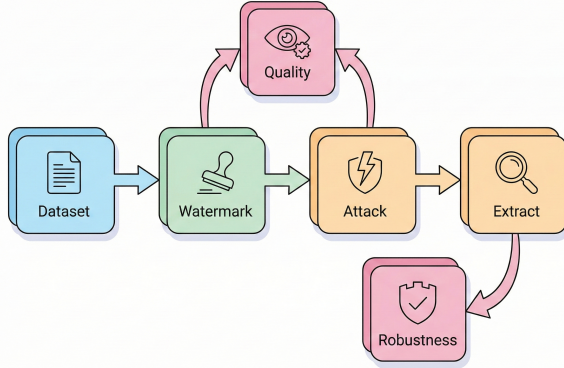 Quality
Dataset
Watermark
Attack
Extract
Robustness